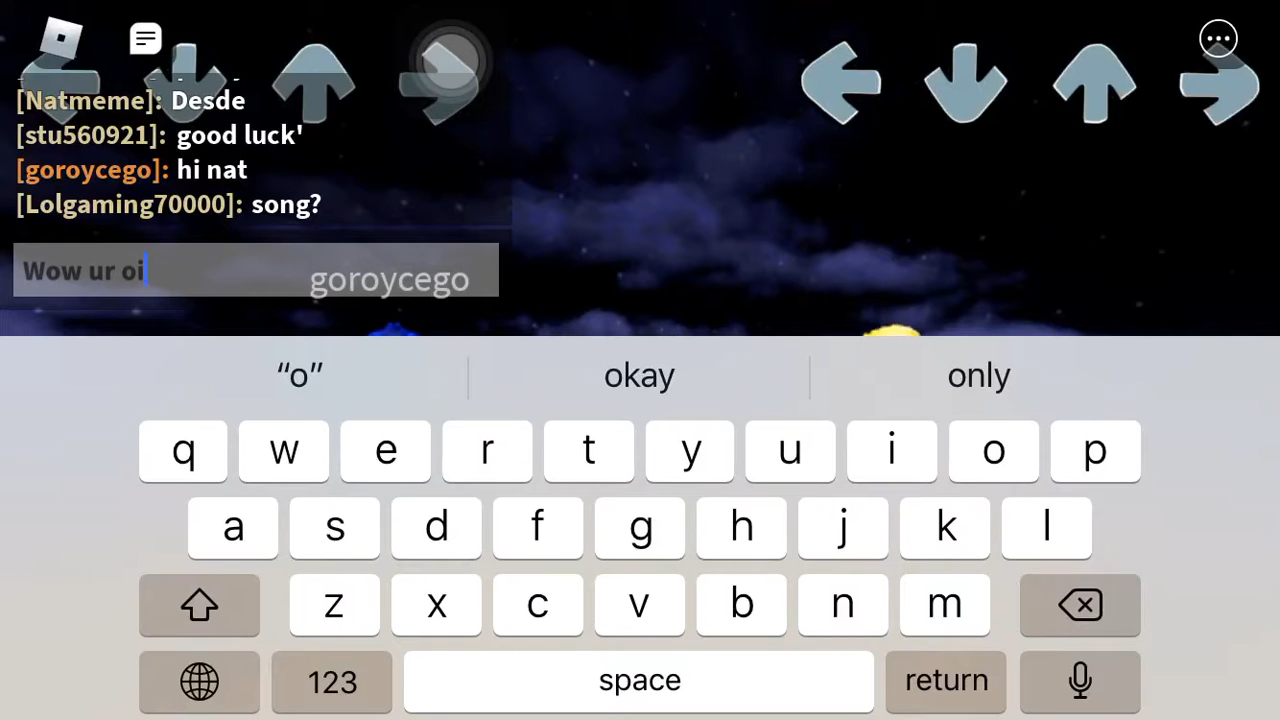 [Natmeme]: Desde
[stu560921]: good luck'
[goroycego]: hi nat
[Lolgaming70000]: song?
Wow ur oi
goroycego
“o” okay only
q w e r t y u i o p
a s d f g h j k l
z x c v b n m
123 space return